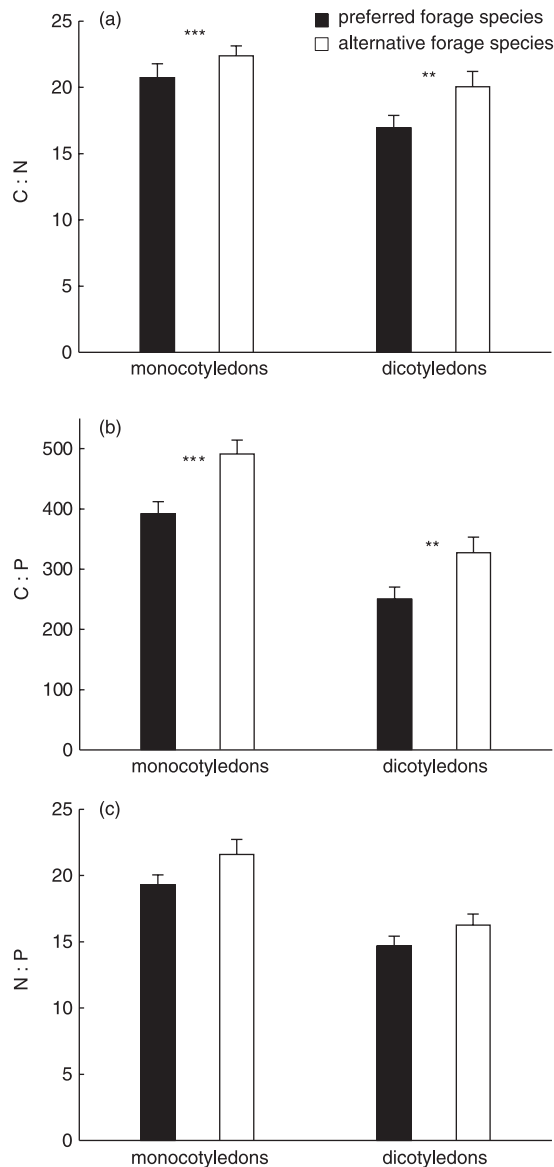 (a)
preferred forage species
alternative forage species
***
**
25
20
15
10
5
0
C : N
monocotyledons dicotyledons
(b)
***
**
500
400
300
200
100
0
C : P
monocotyledons dicotyledons
(c)
25
20
15
10
5
0
N : P
monocotyledons dicotyledons